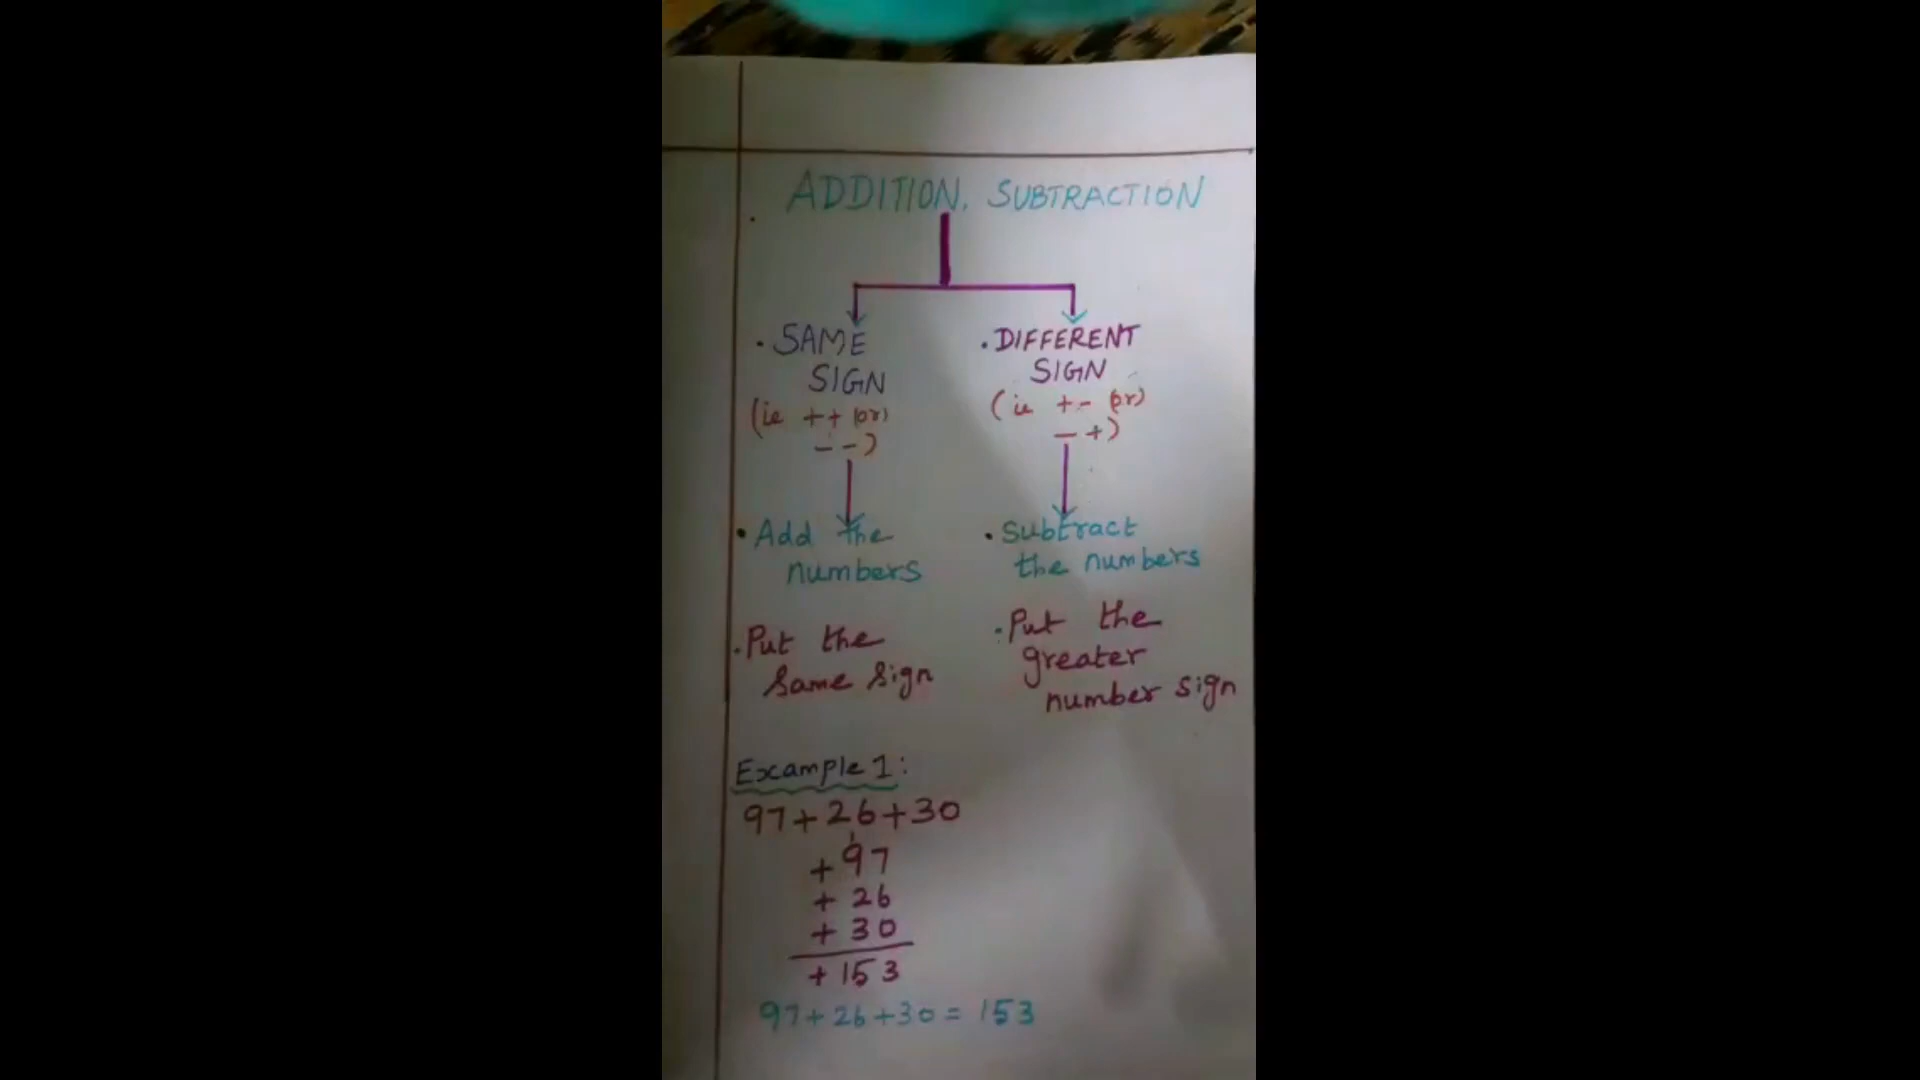 ADDITION, SUBTRACTION
• SAME
SIGN
(ie ++ (or)
- -)
• Add the
numbers
• Put the
same sign
• DIFFERENT
SIGN
(ie +- (or)
- +)
• Subtract
the numbers
• Put the
greater
number sign
Example 1:
97+26+30
1
+ 97
+ 26
+ 30
+ 153
97+26+30 = 153